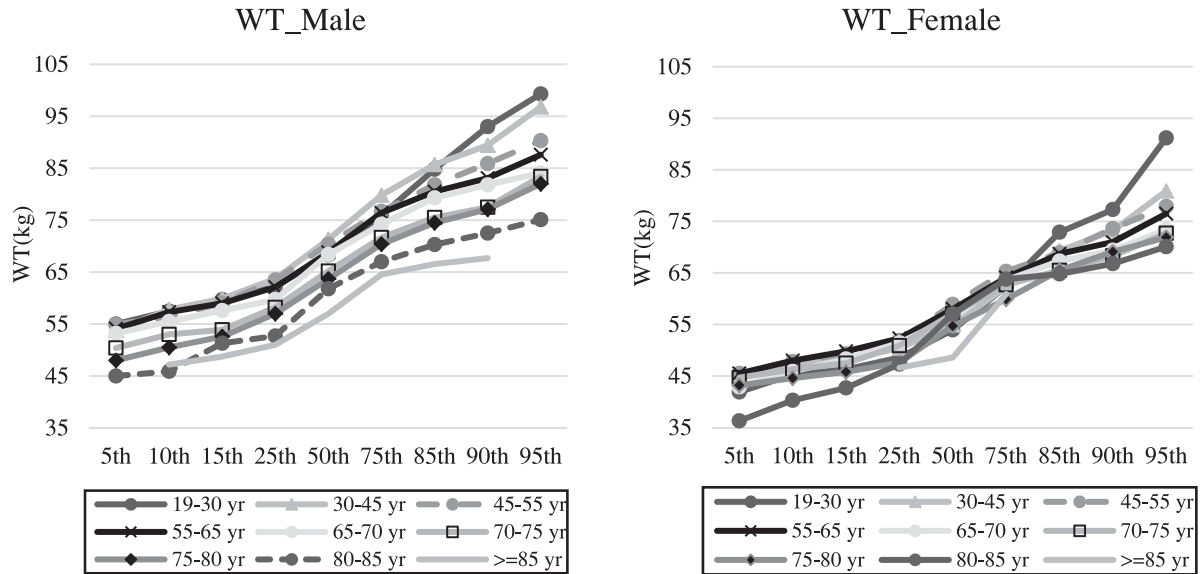 WT_Male
WT(kg)
105
95
85
75
65
55
45
35
5th 10th 15th 25th 50th 75th 85th 90th 95th
19-30 yr 30-45 yr 45-55 yr
55-65 yr 65-70 yr 70-75 yr
75-80 yr 80-85 yr >=85 yr
WT_Female
WT(kg)
105
95
85
75
65
55
45
35
5th 10th 15th 25th 50th 75th 85th 90th 95th
19-30 yr 30-45 yr 45-55 yr
55-65 yr 65-70 yr 70-75 yr
75-80 yr 80-85 yr >=85 yr